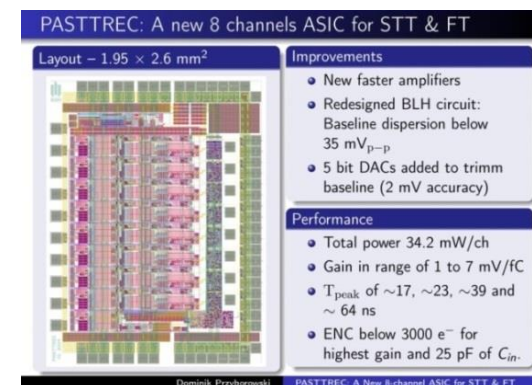 PASTTREC: A new 8 channels ASIC for STT & FT
Layout – 1.95 × 2.6 mm²
Improvements
New faster amplifiers
Redesigned BLH circuit:
Baseline dispersion below
35 mVp−p
5 bit DACs added to trimm
baseline (2 mV accuracy)
Performance
Total power 34.2 mW/ch
Gain in range of 1 to 7 mV/fC
Tpeak of ~17, ~23, ~39 and
~ 64 ns
ENC below 3000 e− for
highest gain and 25 pF of Cin.
Dominik Przyborowski
PASTTREC: A New 8-channel ASIC for STT & FT